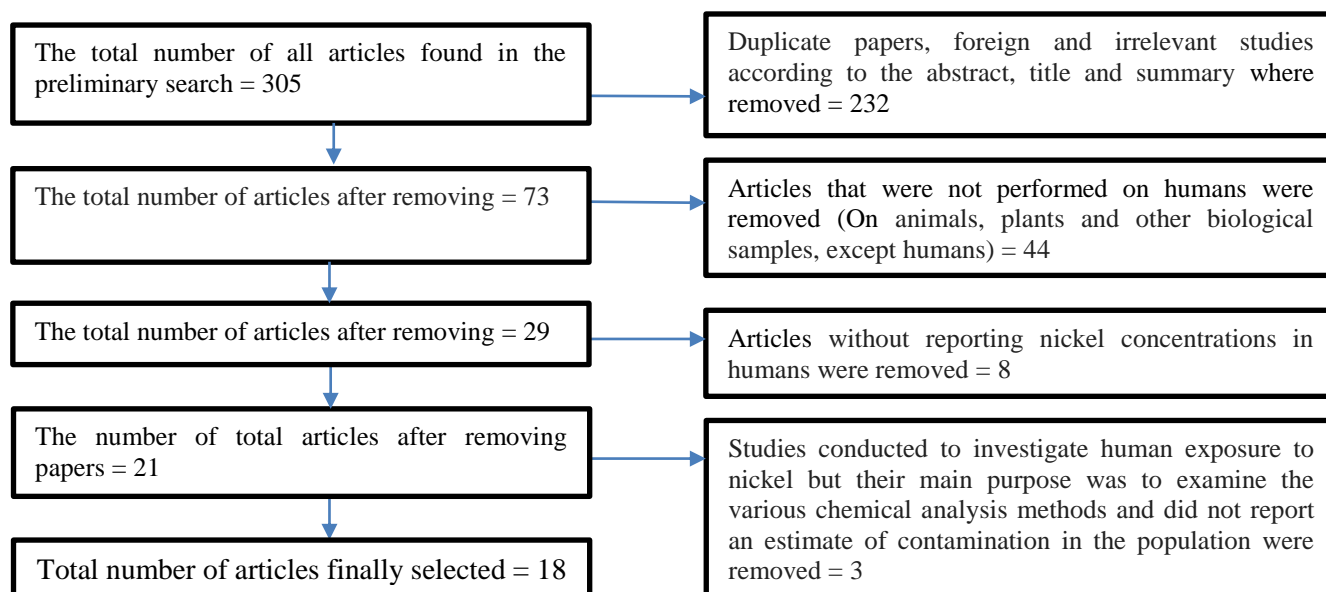 The total number of all articles found in the
preliminary search = 305
Duplicate papers, foreign and irrelevant studies
according to the abstract, title and summary where
removed = 232
The total number of articles after removing = 73
Articles that were not performed on humans were
removed (On animals, plants and other biological
samples, except humans) = 44
The total number of articles after removing = 29
Articles without reporting nickel concentrations in
humans were removed = 8
The number of total articles after removing
papers = 21
Studies conducted to investigate human exposure to
nickel but their main purpose was to examine the
various chemical analysis methods and did not report
an estimate of contamination in the population were
removed = 3
Total number of articles finally selected = 18